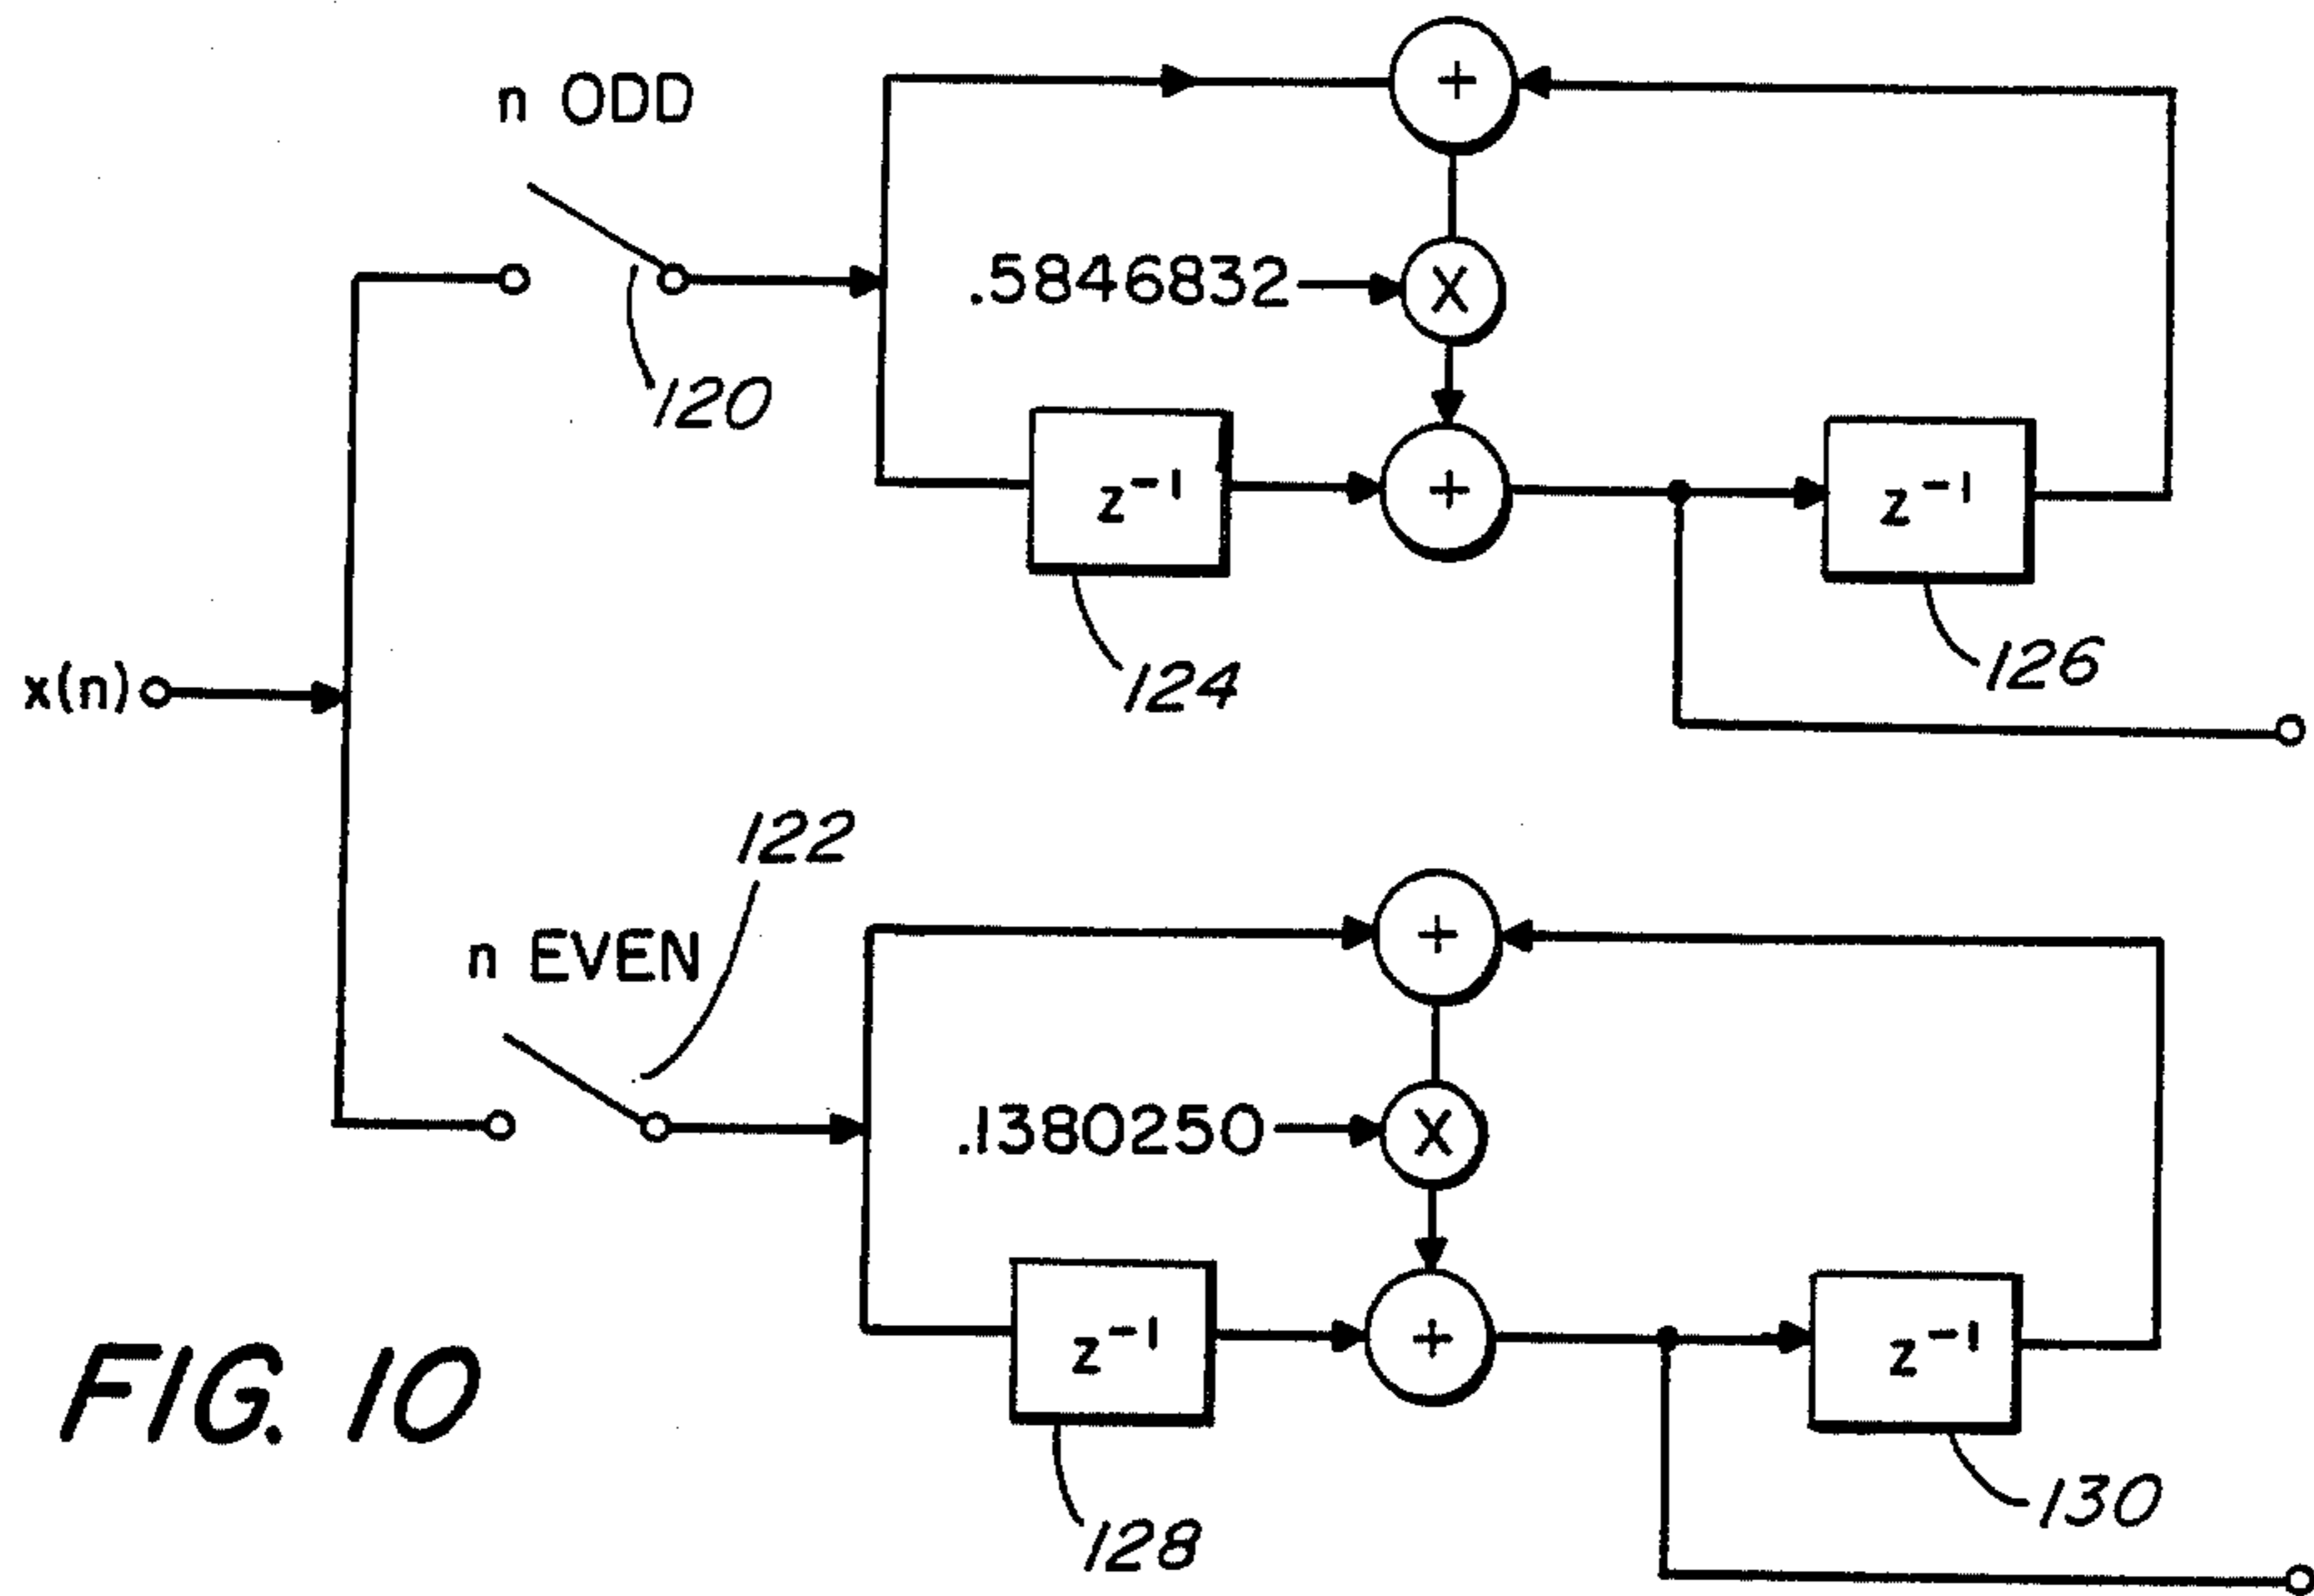 n ODD
+
.5846832
X
120
z⁻¹
+
z⁻¹
124
126
x(n)
122
n EVEN
+
.1380250
X
z⁻¹
+
z⁻¹
128
130
FIG. 10